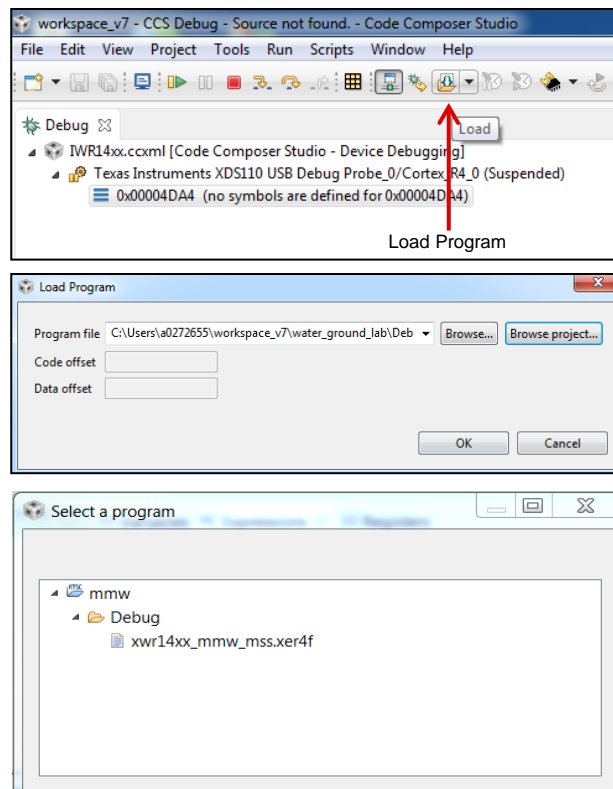 workspace_v7 - CCS Debug - Source not found. - Code Composer Studio
File Edit View Project Tools Run Scripts Window Help
Debug
Load
IWR14xx.ccxml [Code Composer Studio - Device Debugging]
Texas Instruments XDS110 USB Debug Probe_0/Cortex_R4_0 (Suspended)
0x00004DA4 (no symbols are defined for 0x00004DA4)
Load Program
Load Program
Program file C:\Users\a0272655\workspace_v7\water_ground_lab\Deb Browse... Browse project...
Code offset
Data offset
OK Cancel
Select a program
RTSC
mmw
Debug
xwr14xx_mmw_mss.xer4f